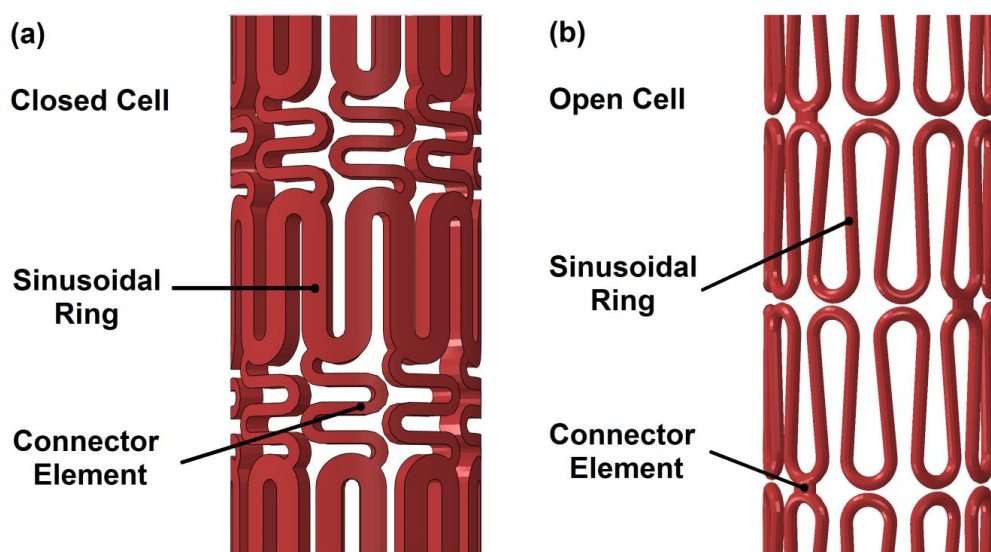 (a)
Closed Cell
Sinusoidal
Ring
Connector
Element
(b)
Open Cell
Sinusoidal
Ring
Connector
Element